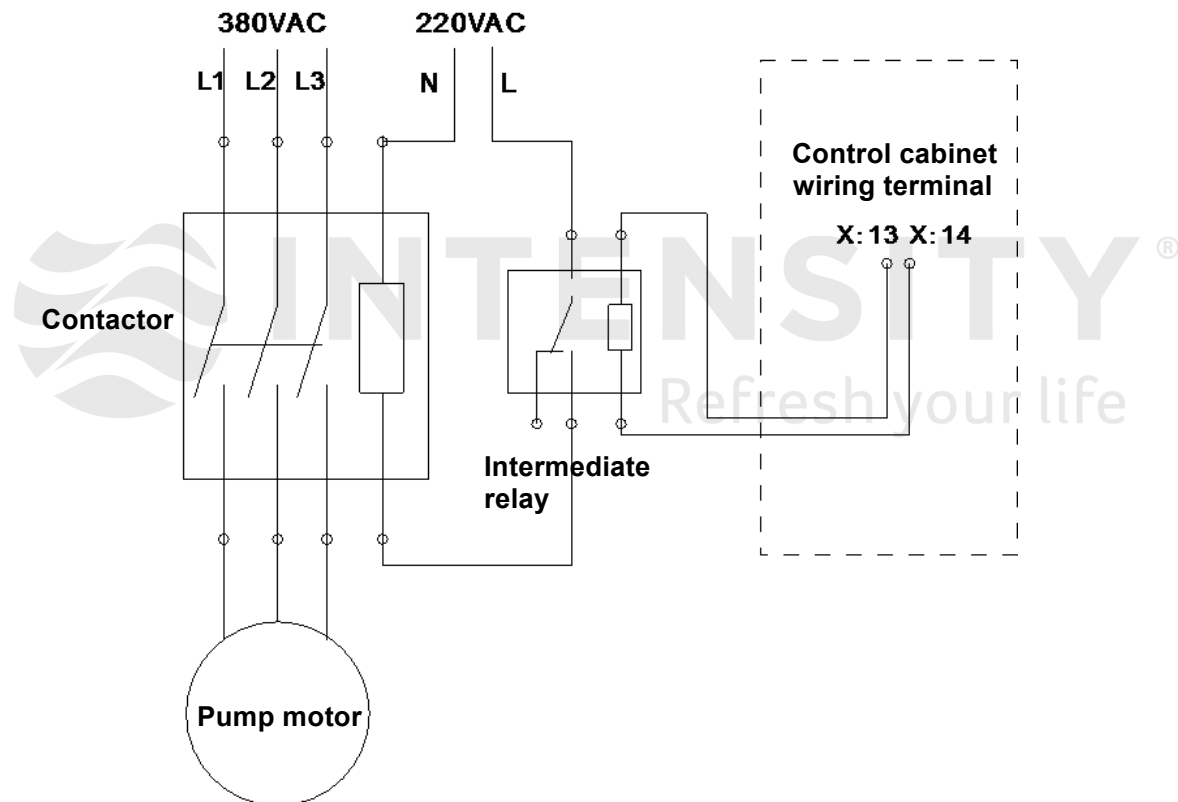 380VAC 220VAC
L1 L2 L3 N L
Control cabinet
wiring terminal
X:13 X:14
INTENSITY®
Contactor
Refresh your life
Intermediate
relay
Pump motor